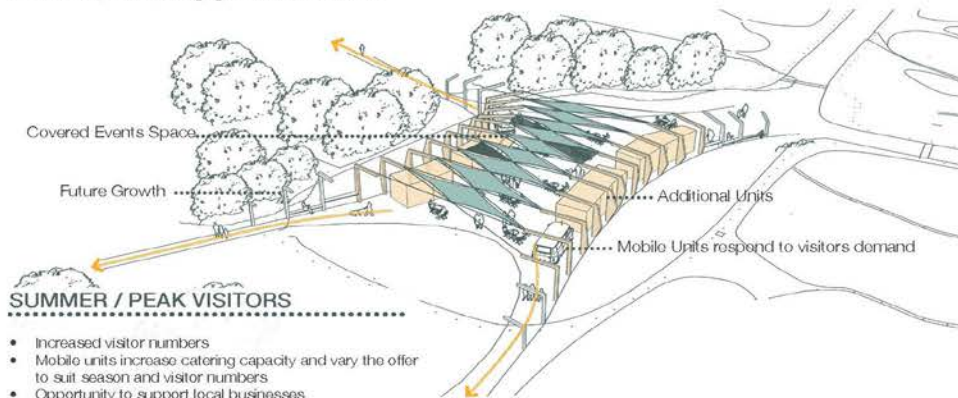 Covered Events Space
Future Growth
Additional Units
Mobile Units respond to visitors demand
SUMMER / PEAK VISITORS
• Increased visitor numbers
• Mobile units increase catering capacity and vary the offer
to suit season and visitor numbers
• Opportunity to support local businesses